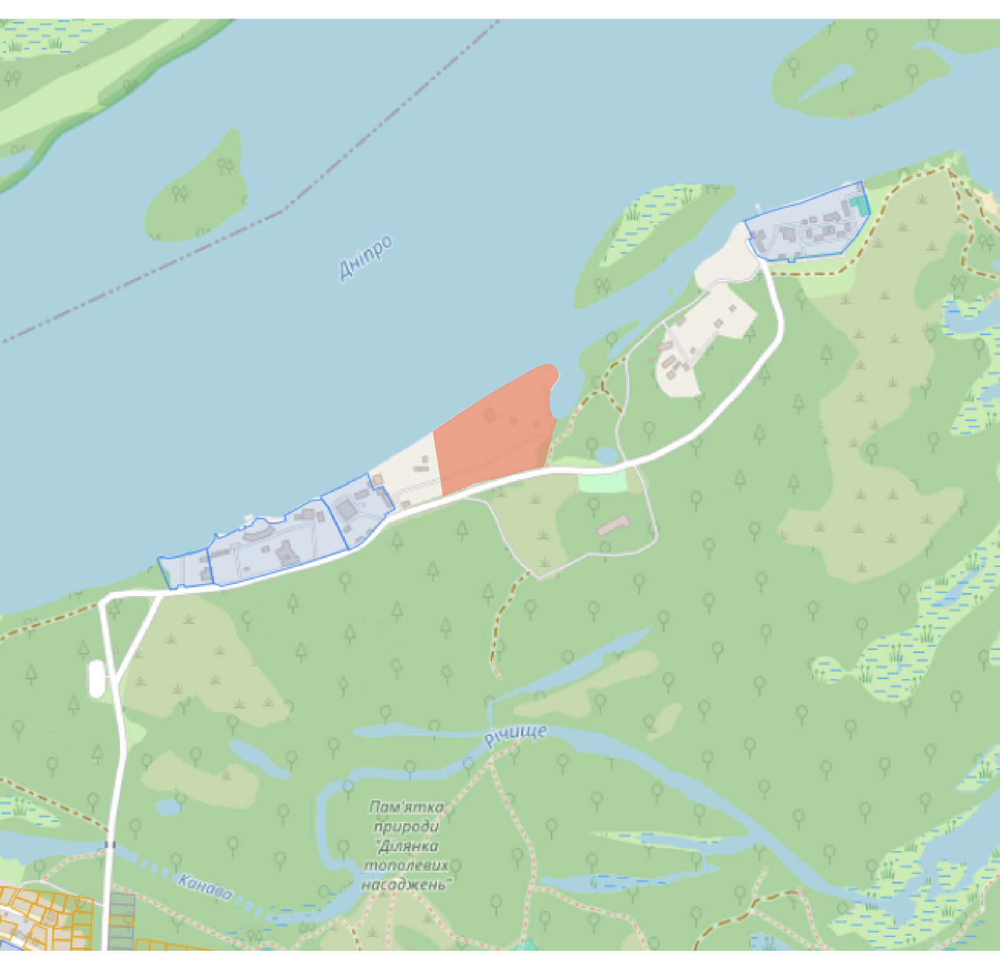 Дніпро
річище
Пам'ятка
природи
"Ділянка
тополевих
насаджень"
Канава